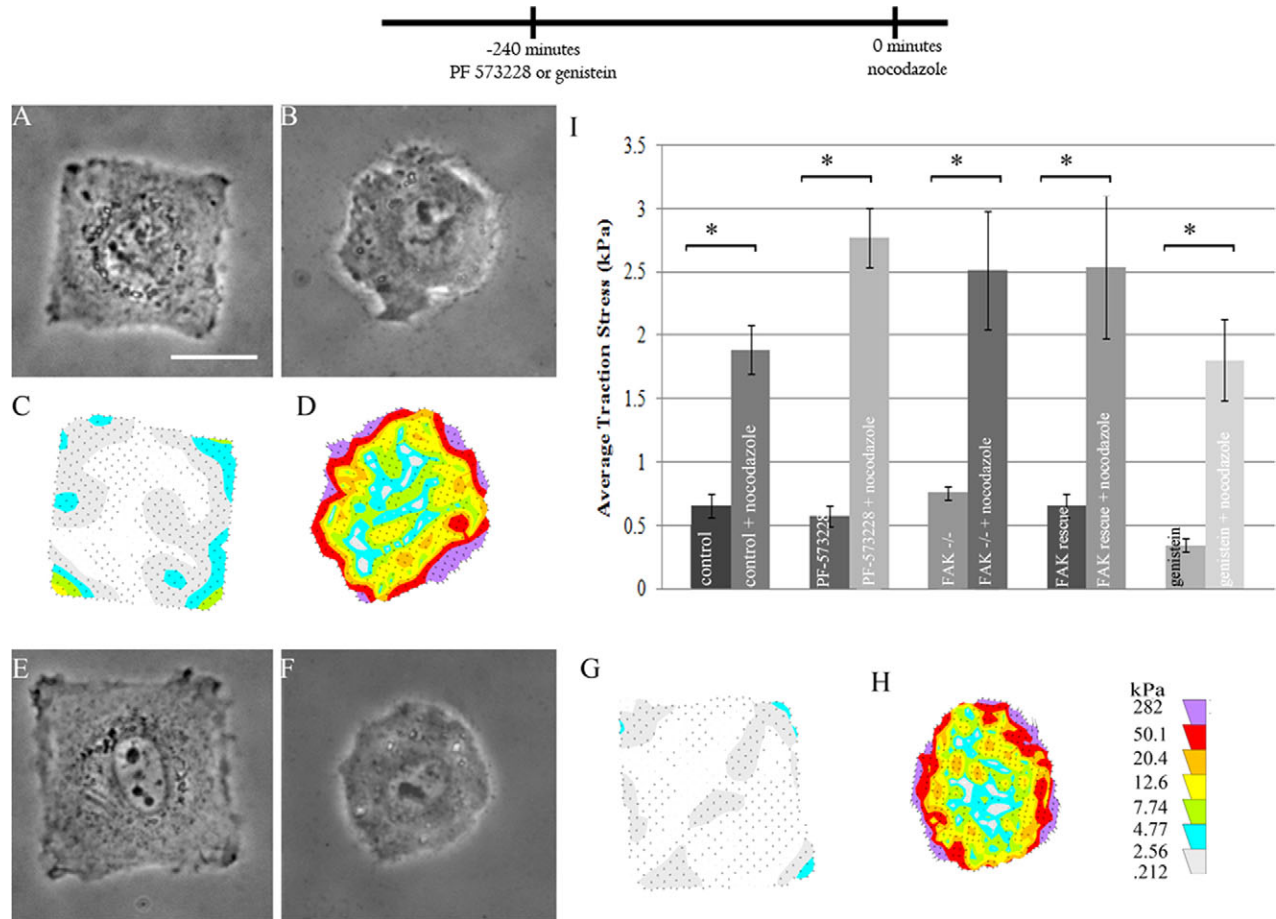 -240 minutes
PF 573228 or genistein
0 minutes
nocodazole
A
B
C
D
E
F
G
H
kPa
282
50.1
20.4
12.6
7.74
4.77
2.56
.212
I
Average Traction Stress (kPa)
3.5
3
2.5
2
1.5
1
0.5
0
*
*
*
*
*
control
control + nocodazole
PF-573228
PF-573228 + nocodazole
FAK -/-
FAK -/- + nocodazole
FAK rescue
FAK rescue + nocodazole
genistein
genistein + nocodazole